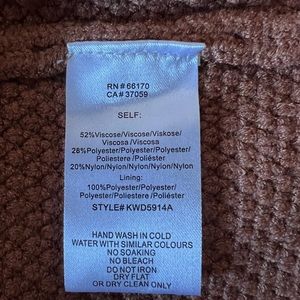 RN# 66170
CA# 37059
SELF:
52%Viscose/Viscose/Viskose/
Viscosa /Viscosa
28%Polyester/Polyester/Polyester/
Poliestere /Poliéster
20%Nylon/Nylon/Nylon/Nylon/Nylon
Lining:
100%Polyester/Polyester/
Polyester/Poliestere /Poliéster
STYLE# KWD5914A
HAND WASH IN COLD
WATER WITH SIMILAR COLOURS
NO SOAKING
NO BLEACH
DO NOT IRON
DRY FLAT
OR DRY CLEAN ONLY